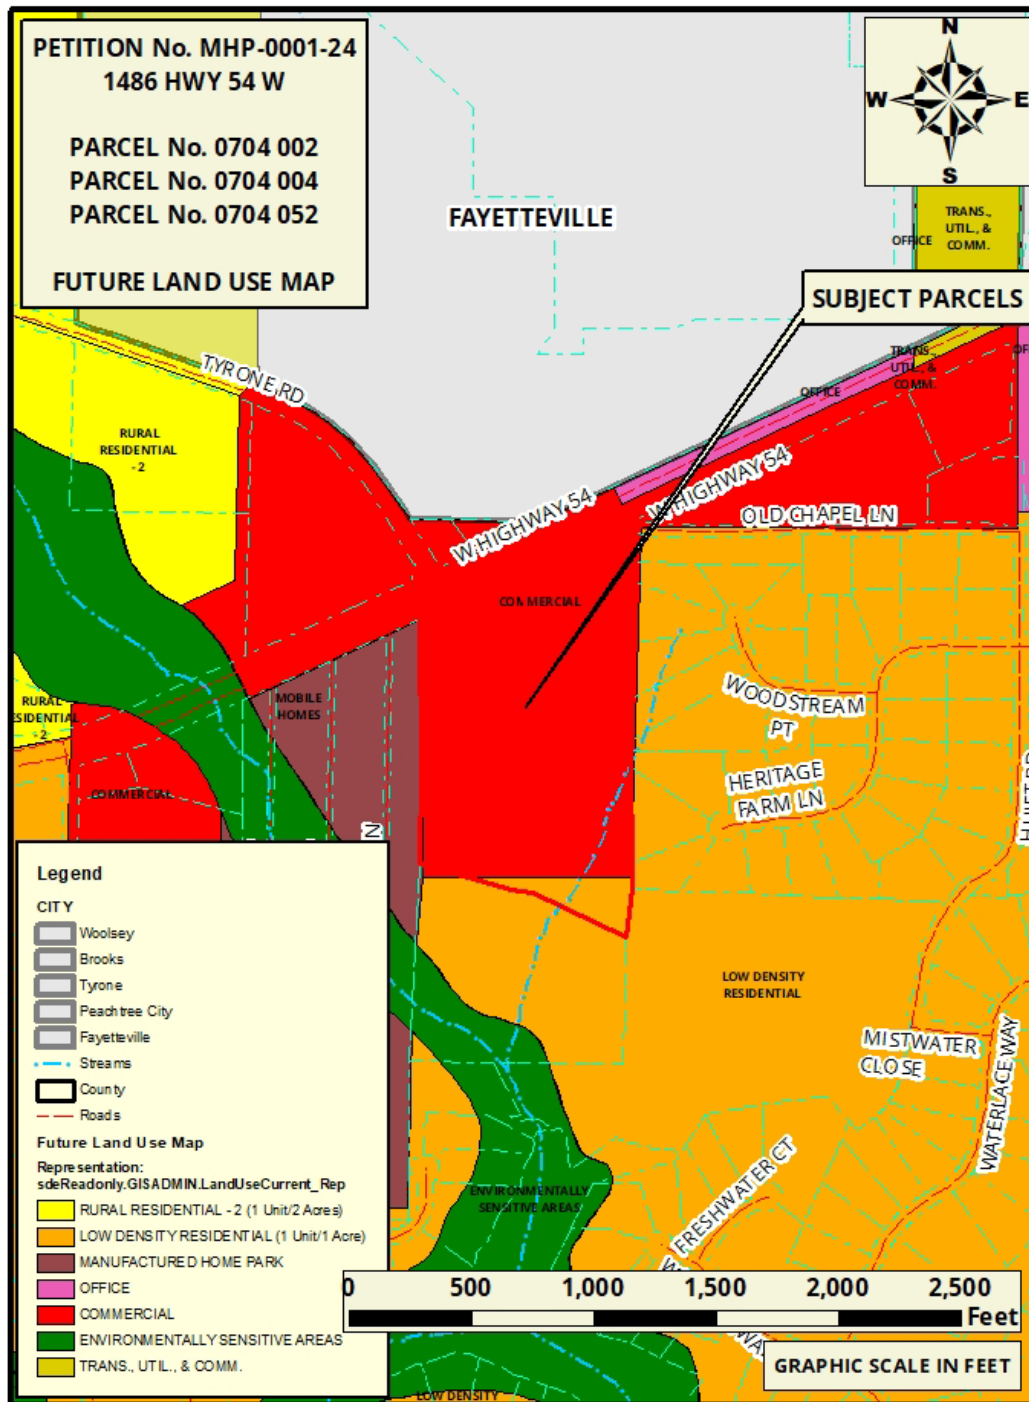 PETITION No. MHP-0001-24
1486 HWY 54 W
PARCEL No. 0704 002
PARCEL No. 0704 004
PARCEL No. 0704 052
FUTURE LAND USE MAP
N
W
E
S
FAYETTEVILLE
TRANS.,
UTIL., &
COMM.
OFFICE
SUBJECT PARCELS
TYRONE RD
TRANS.,
UTIL., &
COMM.
OFFICE
RURAL
RESIDENTIAL
- 2
W HIGHWAY 54
W HIGHWAY 54
OLD CHAPEL LN
COMMERCIAL
MOBILE
HOMES
RURAL
RESIDENTIAL
- 2
WOODSTREAM
PT
HERITAGE
FARM LN
COMMERCIAL
N
LOW DENSITY
RESIDENTIAL
MISTWATER
CLOSE
WATERLACE WAY
FRESHWATER CT
ENVIRONMENTALLY
SENSITIVE AREAS
Legend
CITY
Woolsey
Brooks
Tyrone
Peachtree City
Fayetteville
Streams
County
Roads
Future Land Use Map
Representation:
sdeReadonly.GISADMIN.LandUseCurrent_Rep
RURAL RESIDENTIAL - 2 (1 Unit/2 Acres)
LOW DENSITY RESIDENTIAL (1 Unit/1 Acre)
MANUFACTURED HOME PARK
OFFICE
COMMERCIAL
ENVIRONMENTALLY SENSITIVE AREAS
TRANS., UTIL., & COMM.
0 500 1,000 1,500 2,000 2,500
Feet
GRAPHIC SCALE IN FEET
LOW DENSITY